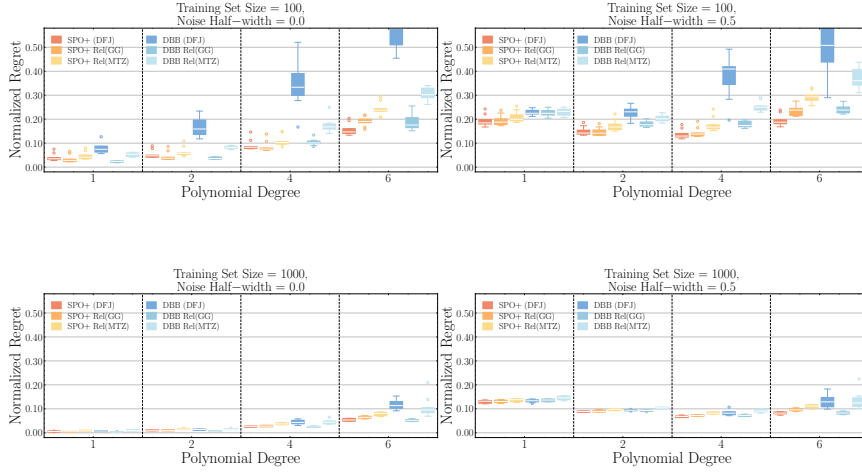 Training Set Size = 100,
Noise Half−width = 0.0
SPO+ (DFJ)
SPO+ Rel(GG)
SPO+ Rel(MTZ)
DBB (DFJ)
DBB Rel(GG)
DBB Rel(MTZ)
Normalized Regret
0.50
0.40
0.30
0.20
0.10
0.00
1 2 4 6
Polynomial Degree
Training Set Size = 100,
Noise Half−width = 0.5
SPO+ (DFJ)
SPO+ Rel(GG)
SPO+ Rel(MTZ)
DBB (DFJ)
DBB Rel(GG)
DBB Rel(MTZ)
Normalized Regret
0.50
0.40
0.30
0.20
0.10
0.00
1 2 4 6
Polynomial Degree
Training Set Size = 1000,
Noise Half−width = 0.0
SPO+ (DFJ)
SPO+ Rel(GG)
SPO+ Rel(MTZ)
DBB (DFJ)
DBB Rel(GG)
DBB Rel(MTZ)
Normalized Regret
0.50
0.40
0.30
0.20
0.10
0.00
1 2 4 6
Polynomial Degree
Training Set Size = 1000,
Noise Half−width = 0.5
SPO+ (DFJ)
SPO+ Rel(GG)
SPO+ Rel(MTZ)
DBB (DFJ)
DBB Rel(GG)
DBB Rel(MTZ)
Normalized Regret
0.50
0.40
0.30
0.20
0.10
0.00
1 2 4 6
Polynomial Degree